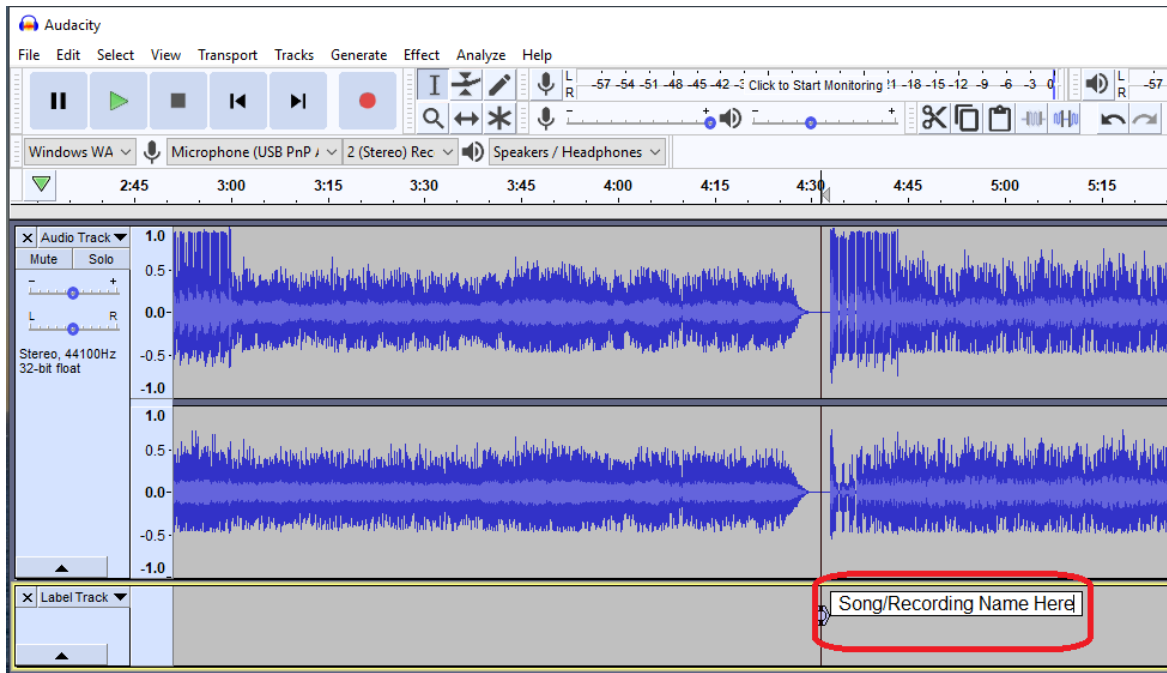 Audacity
File Edit Select View Transport Tracks Generate Effect Analyze Help
L R -57 -54 -51 -48 -45 -42 Click to Start Monitoring -18 -15 -12 -9 -6 -3 0 L R -57
- + - +
Windows WA Microphone (USB PnP 2 (Stereo) Rec Speakers / Headphones
2:45 3:00 3:15 3:30 3:45 4:00 4:15 4:30 4:45 5:00 5:15
X Audio Track 1.0
Mute Solo
- + 0.5
L R 0.0
Stereo, 44100Hz -0.5
32-bit float
-1.0
1.0
0.5
0.0
-0.5
-1.0
X Label Track Song/Recording Name Here